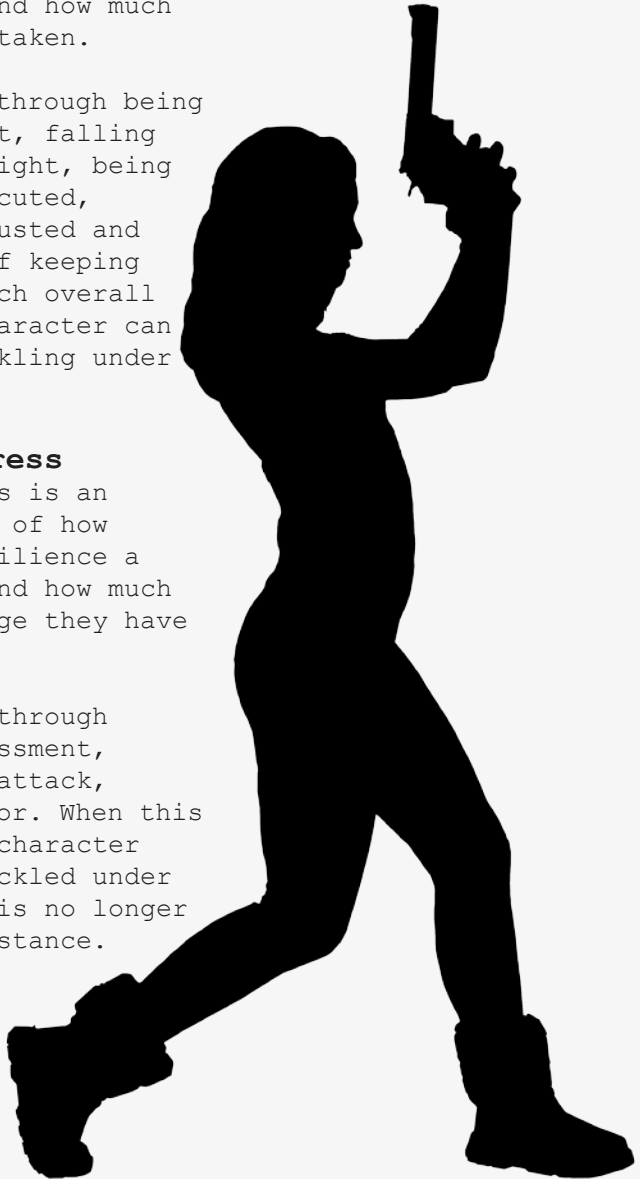 nd how much
taken.
through being
t, falling
ight, being
cuted,
usted and
f keeping
ch overall
aracter can
kling under
ress
s is an
of how
ilience a
nd how much
ge they have
through
ssment,
attack,
or. When this
character
ckled under
is no longer
stance.